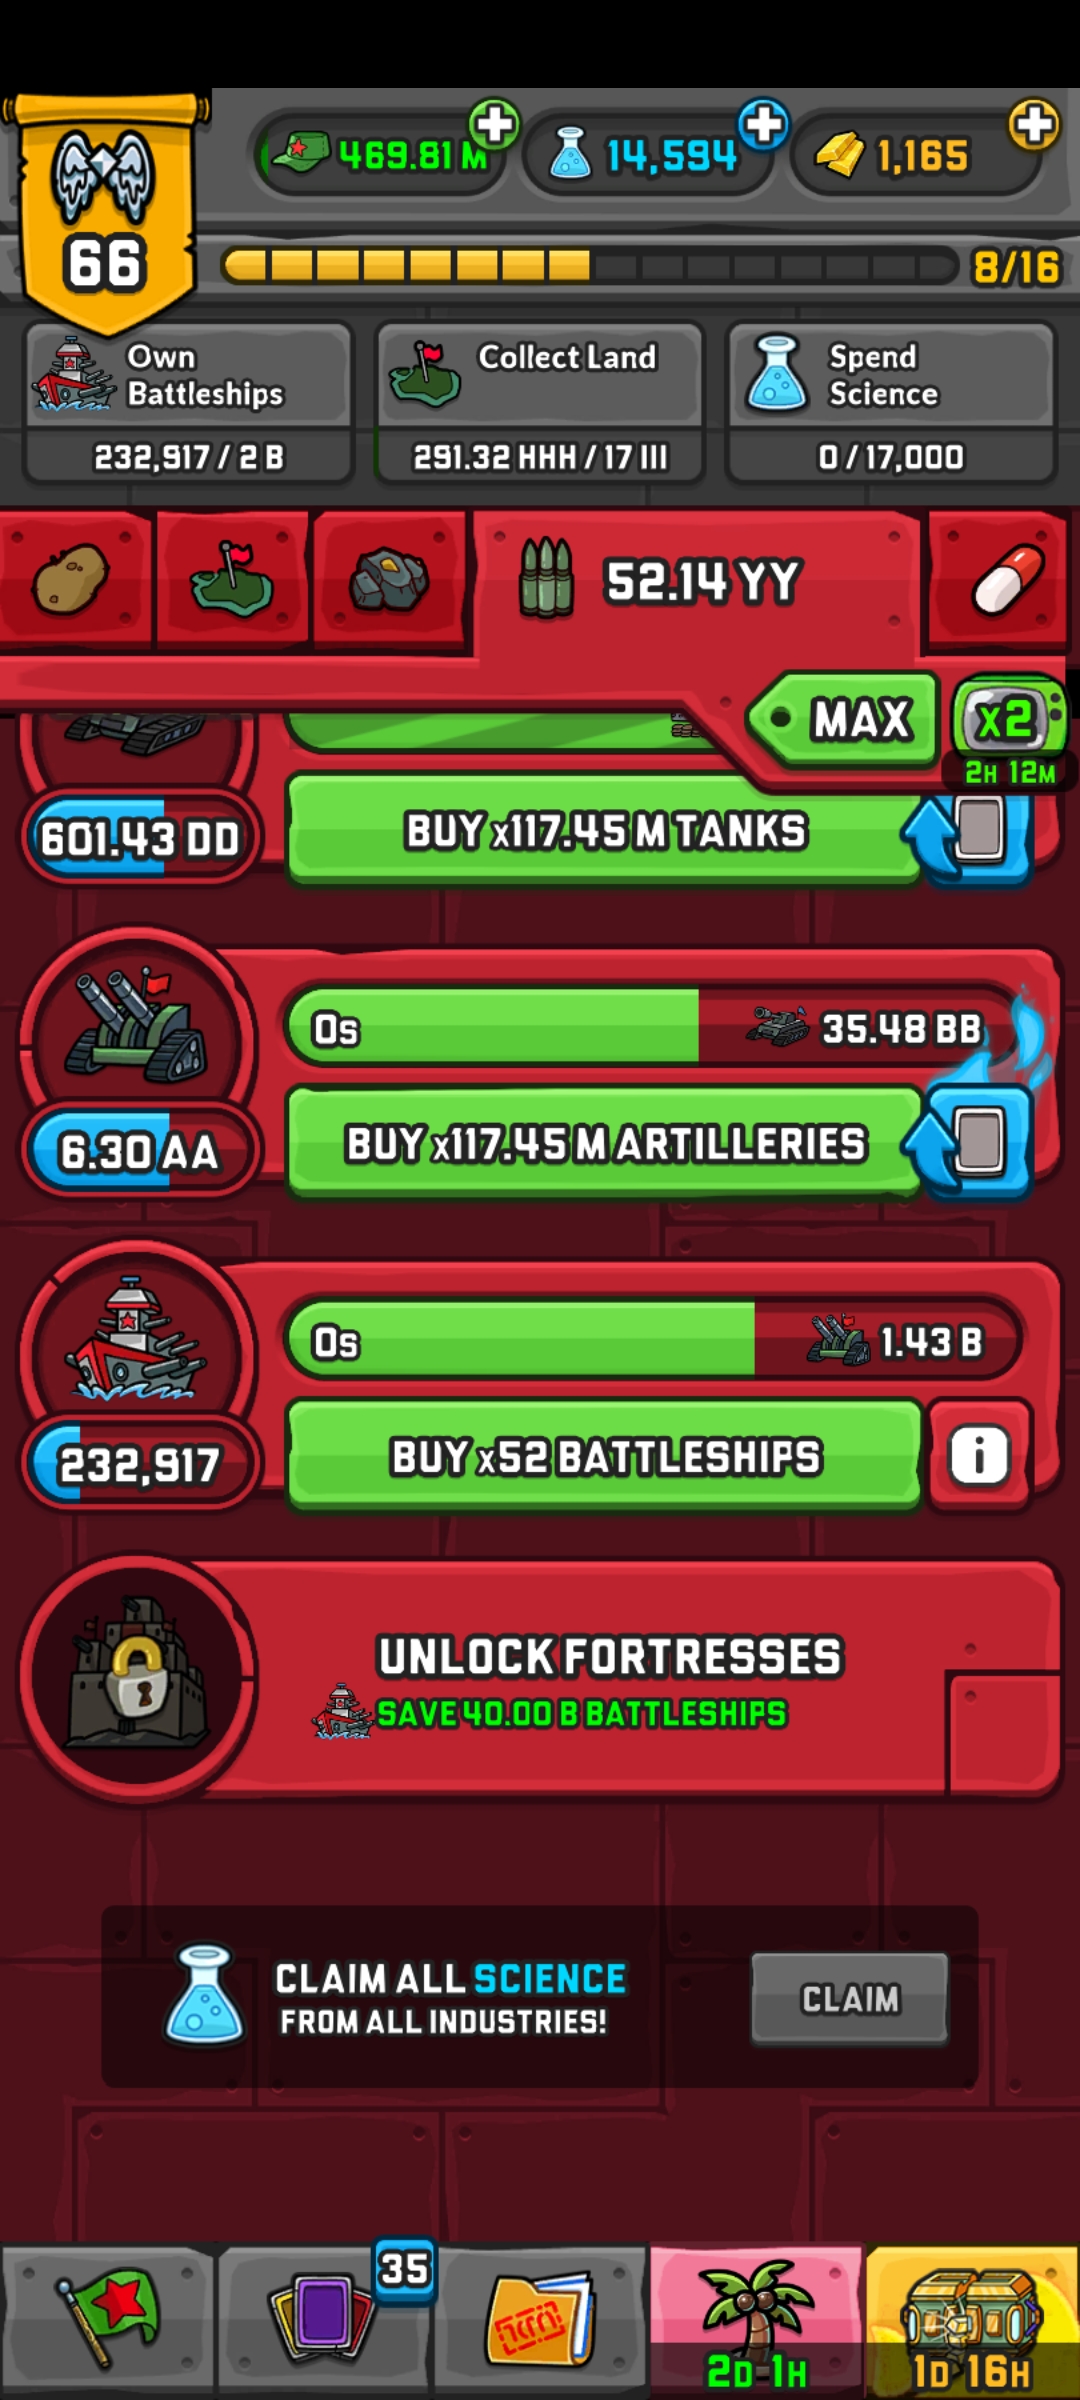 469.81 M
14,594
1,165
66
8/16
Own
Battleships
232,917 / 2 B
Collect Land
291.32 HHH / 17 III
Spend
Science
0 / 17,000
52.14 YY
MAX
x2
2H 12M
601.43 DD
BUY x117.45 M TANKS
0s
35.48 BB
6.30 AA
BUY x117.45 M ARTILLERIES
0s
1.43 B
232,917
BUY x52 BATTLESHIPS
i
UNLOCK FORTRESSES
SAVE 40.00 B BATTLESHIPS
CLAIM ALL SCIENCE
FROM ALL INDUSTRIES!
CLAIM
35
2D 1H
1D 16H